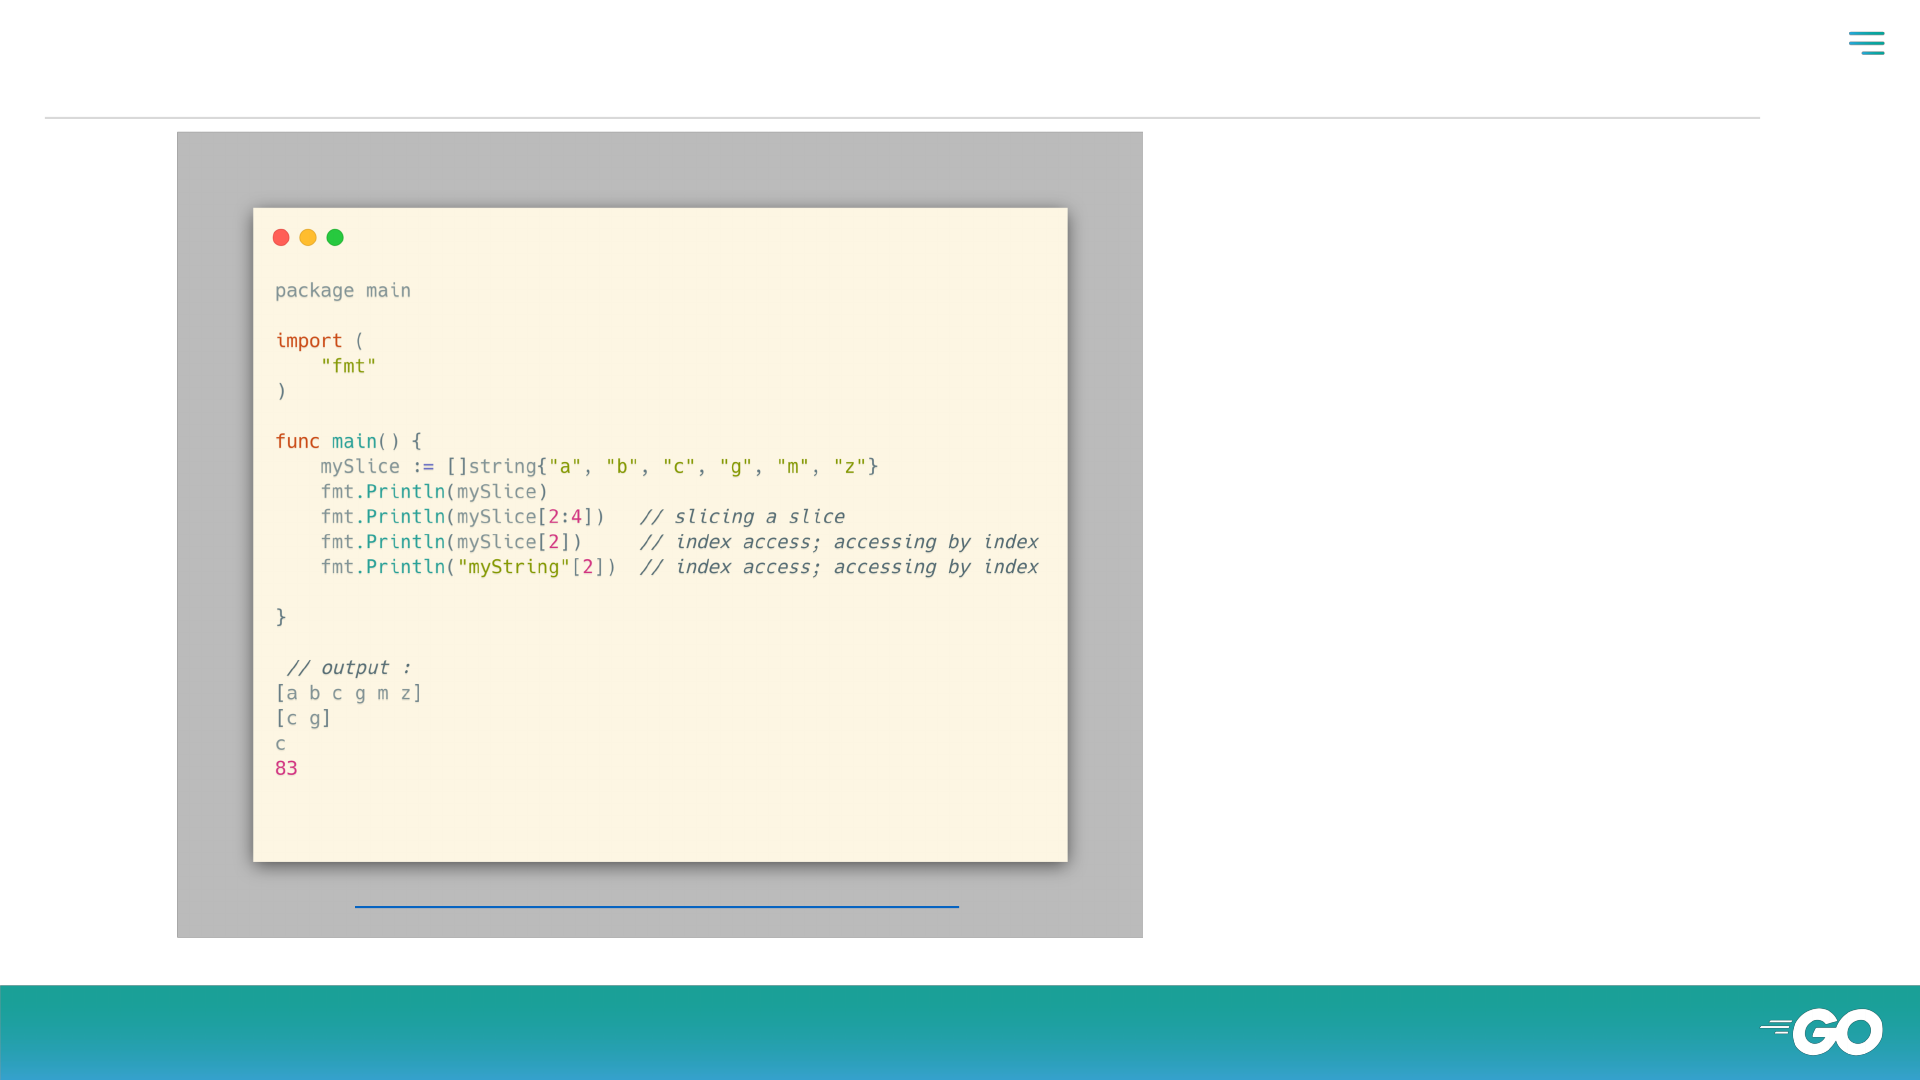 package main
import (
    "fmt"
)
func main() {
    mySlice := []string{"a", "b", "c", "g", "m", "z"}
    fmt.Println(mySlice)
    fmt.Println(mySlice[2:4])   // slicing a slice
    fmt.Println(mySlice[2])     // index access; accessing by index
    fmt.Println("myString"[2])  // index access; accessing by index
}
 // output :
[a b c g m z]
[c g]
c
83
GO